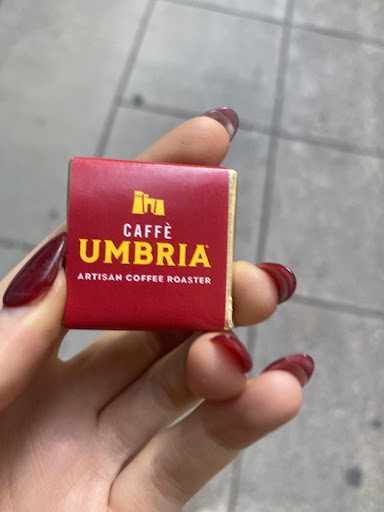 CAFFÈ
UMBRIA
ARTISAN COFFEE ROASTER